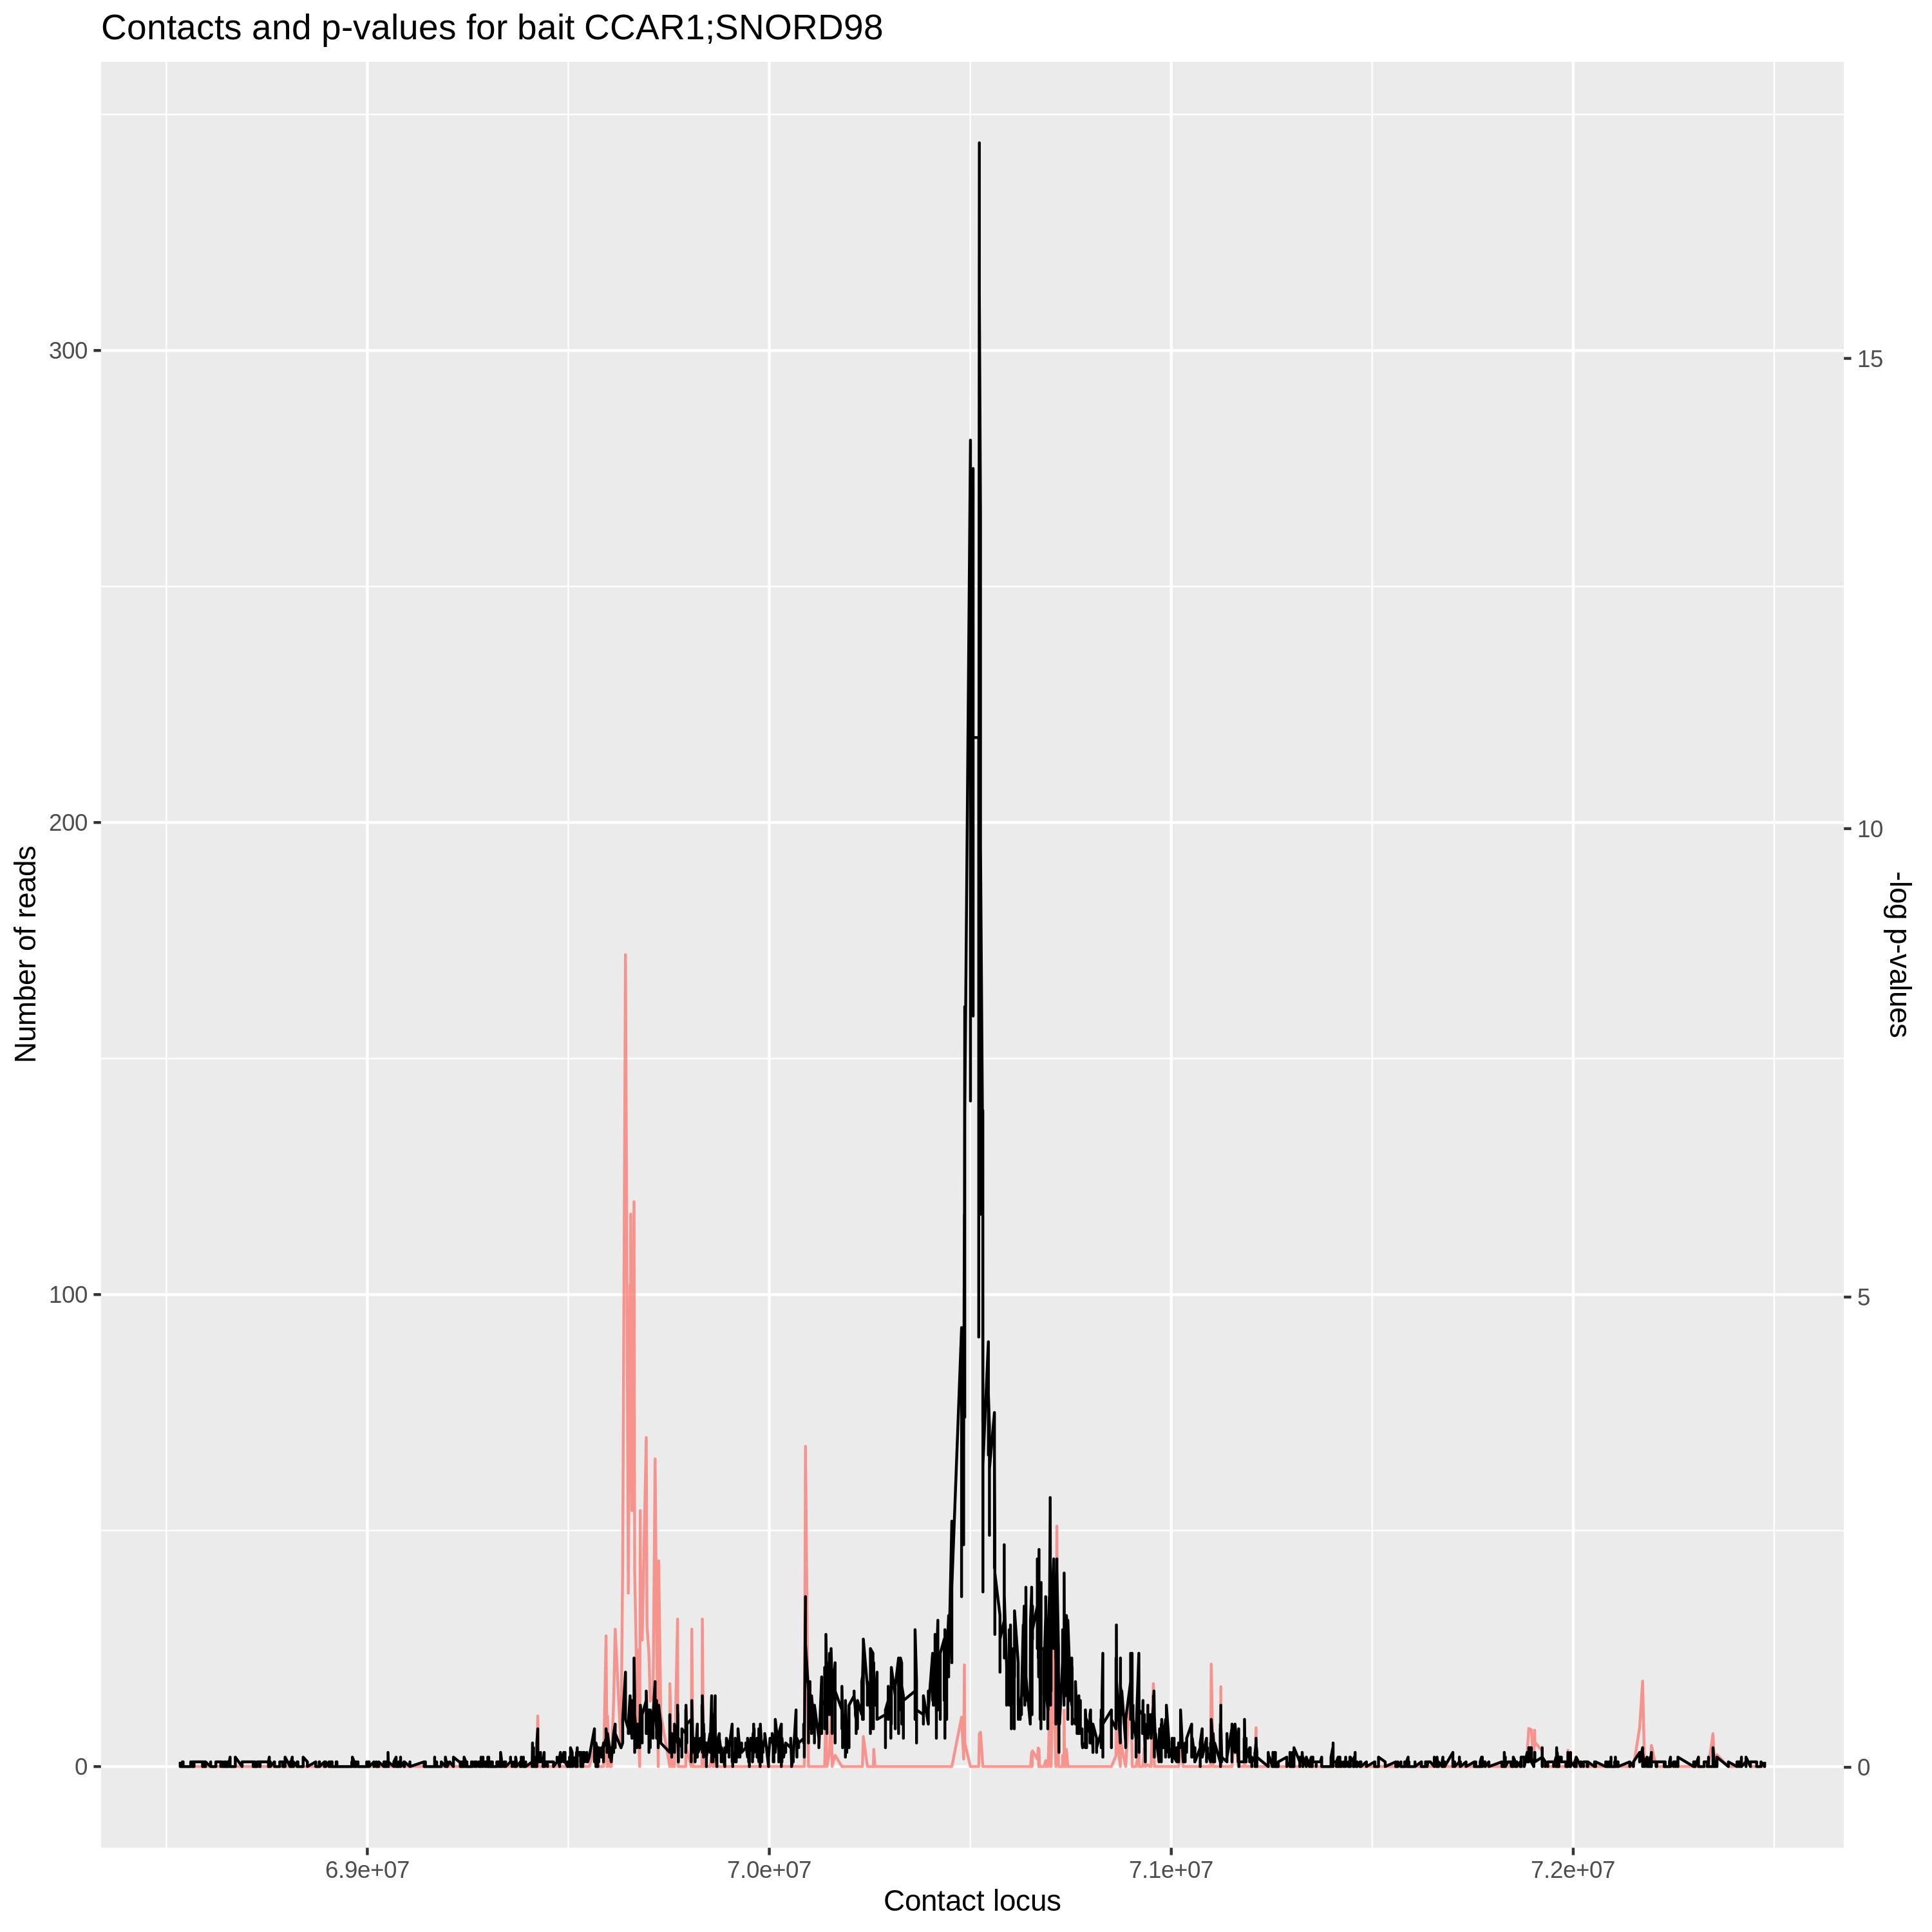 Contacts and p-values for bait CCAR1;SNORD98
Number of reads
300
200
100
0
15
10
5
0
-log p-values
6.9e+07
7.0e+07
7.1e+07
7.2e+07
Contact locus